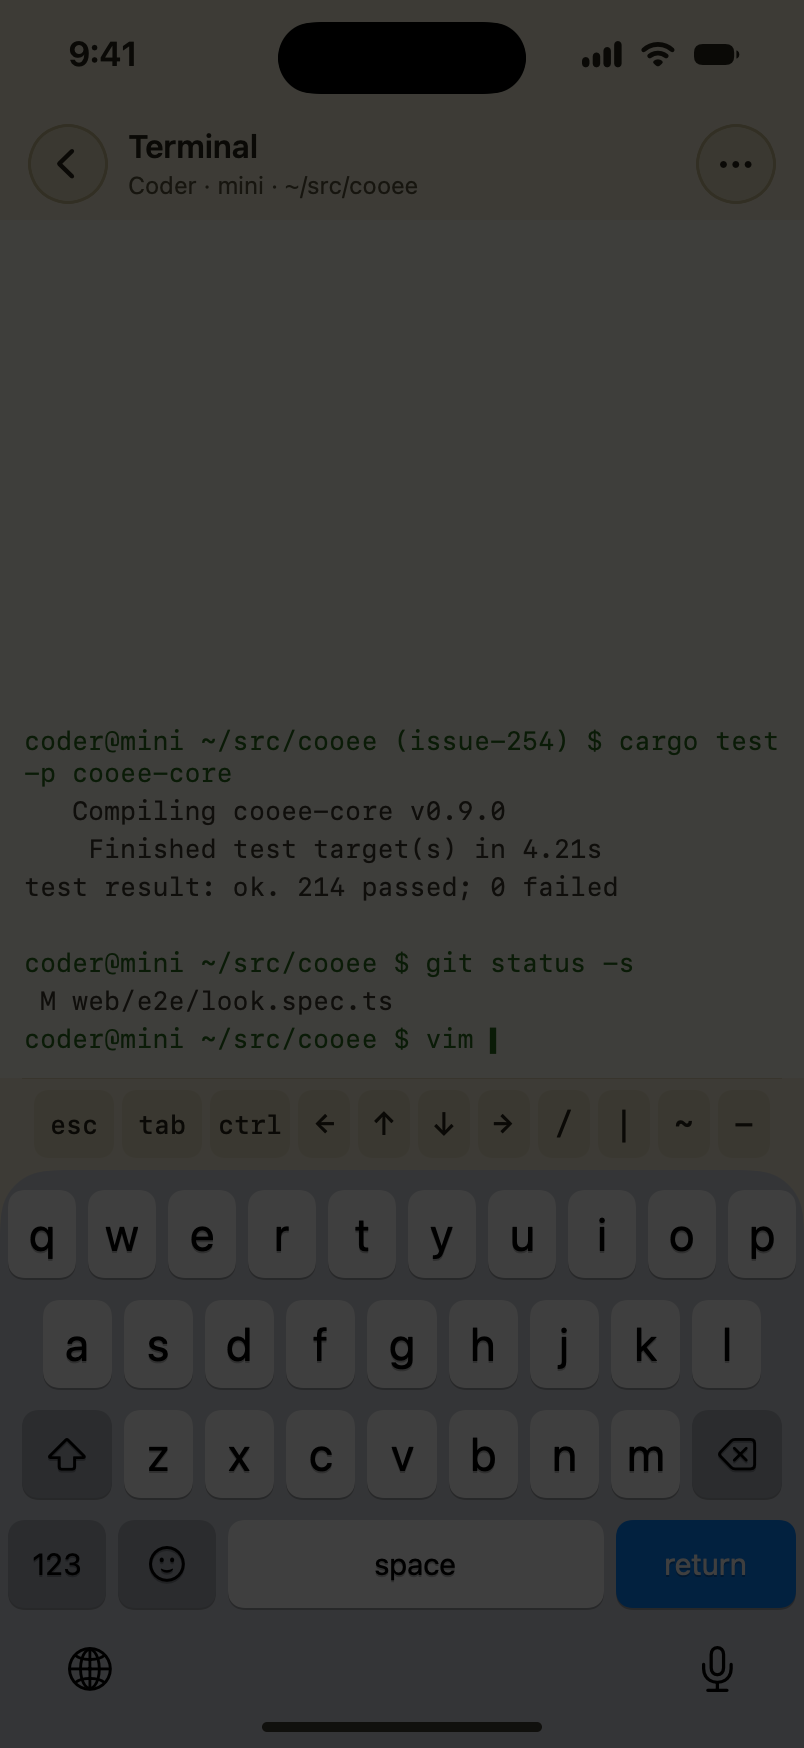 9:41
Terminal
Coder · mini · ~/src/cooee
coder@mini ~/src/cooee (issue-254) $ cargo test
-p cooee-core
   Compiling cooee-core v0.9.0
    Finished test target(s) in 4.21s
test result: ok. 214 passed; 0 failed
coder@mini ~/src/cooee $ git status -s
 M web/e2e/look.spec.ts
coder@mini ~/src/cooee $ vim
esc tab ctrl ← ↑ ↓ → / | ~ —
q w e r t y u i o p
a s d f g h j k l
z x c v b n m
123 space return